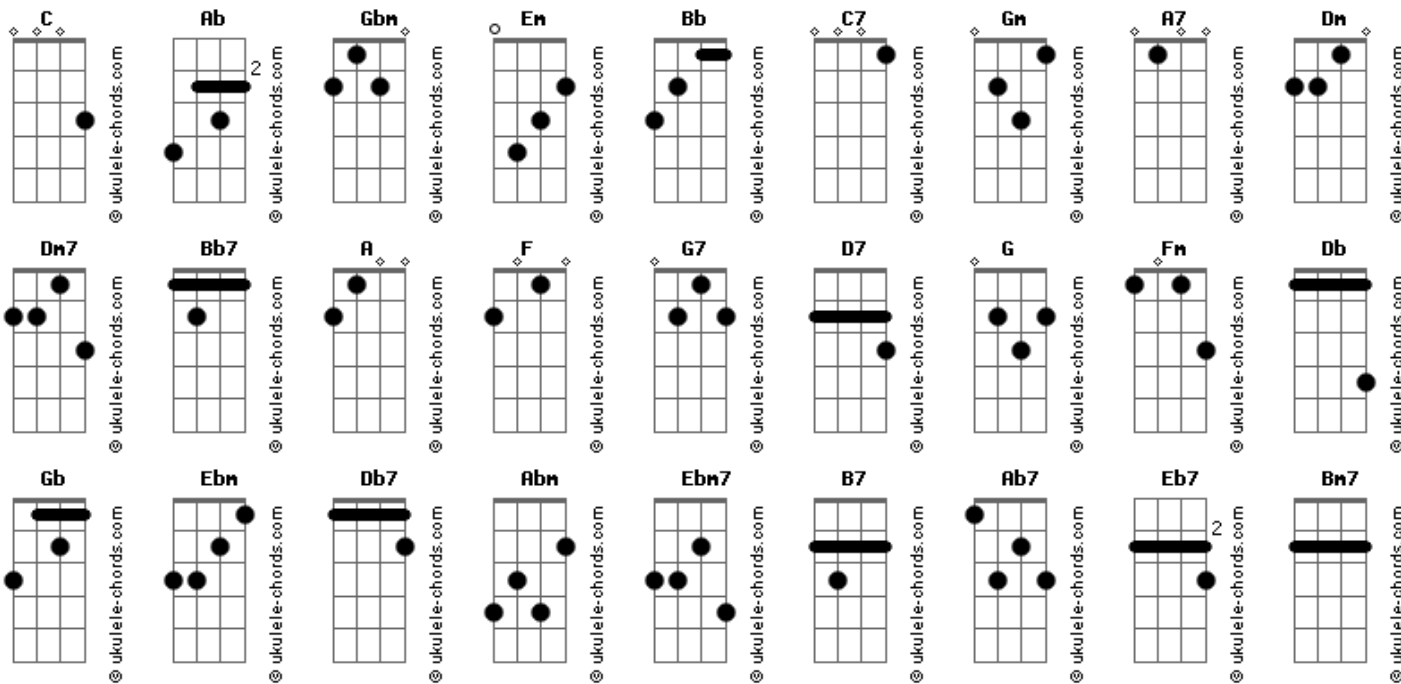 C Ab Gbm Em Bb C7 Gm A7 Dm
2
© ukulele-chords.com © ukulele-chords.com © ukulele-chords.com © ukulele-chords.com © ukulele-chords.com © ukulele-chords.com © ukulele-chords.com © ukulele-chords.com © ukulele-chords.com
Dm7 Bb7 A F G7 D7 G Fm Db
© ukulele-chords.com © ukulele-chords.com © ukulele-chords.com © ukulele-chords.com © ukulele-chords.com © ukulele-chords.com © ukulele-chords.com © ukulele-chords.com © ukulele-chords.com
Gb Ebm Db7 Abm Ebm7 B7 Ab7 Eb7 Bm7
2
© ukulele-chords.com © ukulele-chords.com © ukulele-chords.com © ukulele-chords.com © ukulele-chords.com © ukulele-chords.com © ukulele-chords.com © ukulele-chords.com © ukulele-chords.com